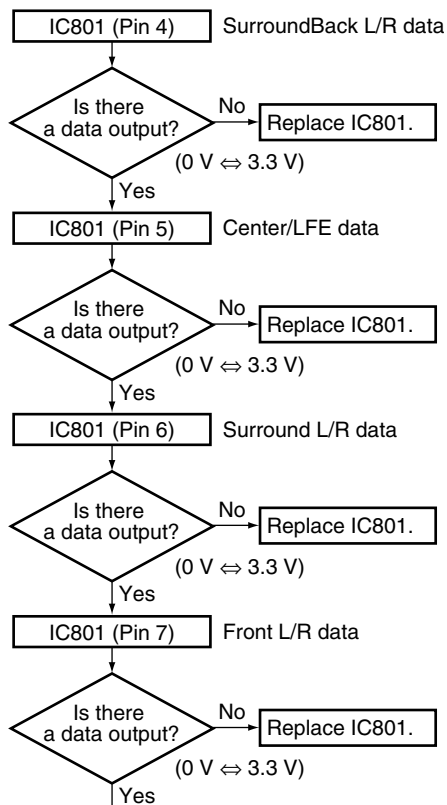 IC801 (Pin 4) SurroundBack L/R data
Is there
a data output?
No
Replace IC801.
(0 V ⇔ 3.3 V)
Yes
IC801 (Pin 5) Center/LFE data
Is there
a data output?
No
Replace IC801.
(0 V ⇔ 3.3 V)
Yes
IC801 (Pin 6) Surround L/R data
Is there
a data output?
No
Replace IC801.
(0 V ⇔ 3.3 V)
Yes
IC801 (Pin 7) Front L/R data
Is there
a data output?
No
Replace IC801.
(0 V ⇔ 3.3 V)
Yes